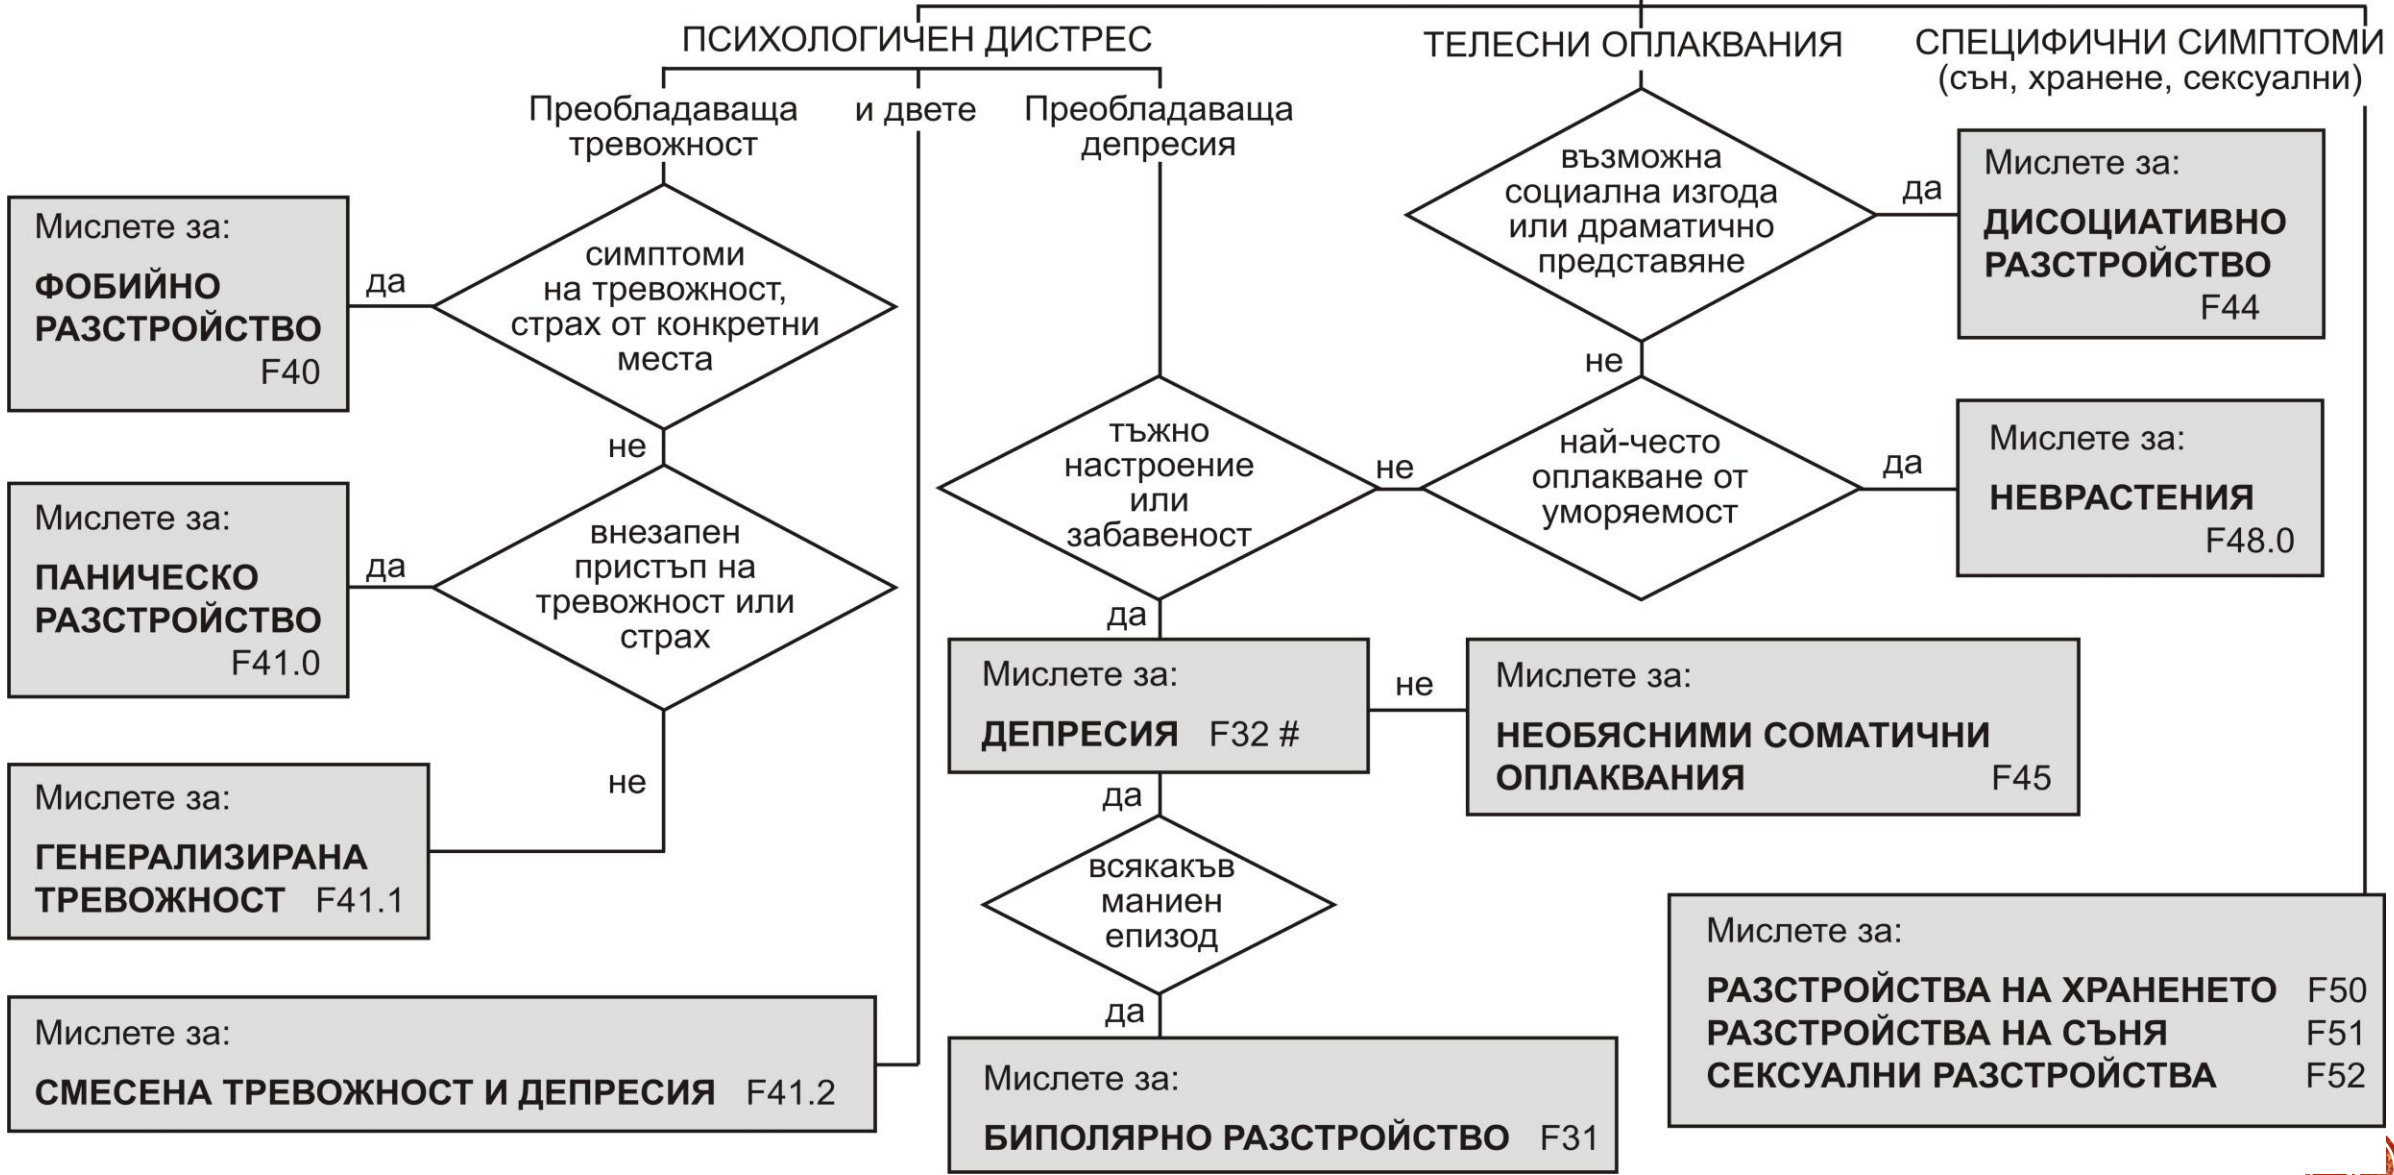 ПСИХОЛОГИЧЕН ДИСТРЕС
Преобладаваща
тревожност
и двете
Преобладаваща
депресия
ТЕЛЕСНИ ОПЛАКВАНИЯ
СПЕЦИФИЧНИ СИМПТОМИ
(сън, хранене, сексуални)
симптоми
на тревожност,
страх от конкретни
места
да
Мислете за:
ФОБИЙНО
РАЗСТРОЙСТВО
F40
не
внезапен
пристъп на
тревожност или
страх
да
Мислете за:
ПАНИЧЕСКО
РАЗСТРОЙСТВО
F41.0
не
Мислете за:
ГЕНЕРАЛИЗИРАНА
ТРЕВОЖНОСТ F41.1
Мислете за:
СМЕСЕНА ТРЕВОЖНОСТ И ДЕПРЕСИЯ F41.2
възможна
социална изгода
или драматично
представяне
да
Мислете за:
ДИСОЦИАТИВНО
РАЗСТРОЙСТВО
F44
не
най-често
оплакване от
уморяемост
да
Мислете за:
НЕВРАСТЕНИЯ
F48.0
не
тъжно
настроение
или
забавеност
да
Мислете за:
ДЕПРЕСИЯ F32 #
не
Мислете за:
НЕОБЯСНИМИ СОМАТИЧНИ
ОПЛАКВАНИЯ F45
да
всякакъв
маниен
епизод
да
Мислете за:
БИПОЛЯРНО РАЗСТРОЙСТВО F31
Мислете за:
РАЗСТРОЙСТВА НА ХРАНЕНЕТО F50
РАЗСТРОЙСТВА НА СЪНЯ F51
СЕКСУАЛНИ РАЗСТРОЙСТВА F52